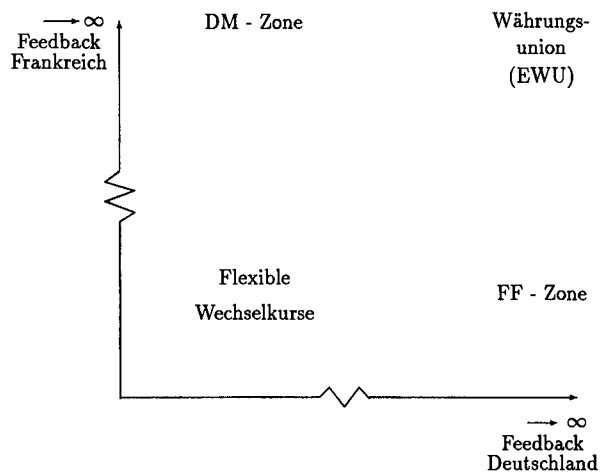 → ∞
Feedback
Frankreich
DM - Zone
Währungs-
union
(EWU)
Flexible
Wechselkurse
FF - Zone
→ ∞
Feedback
Deutschland